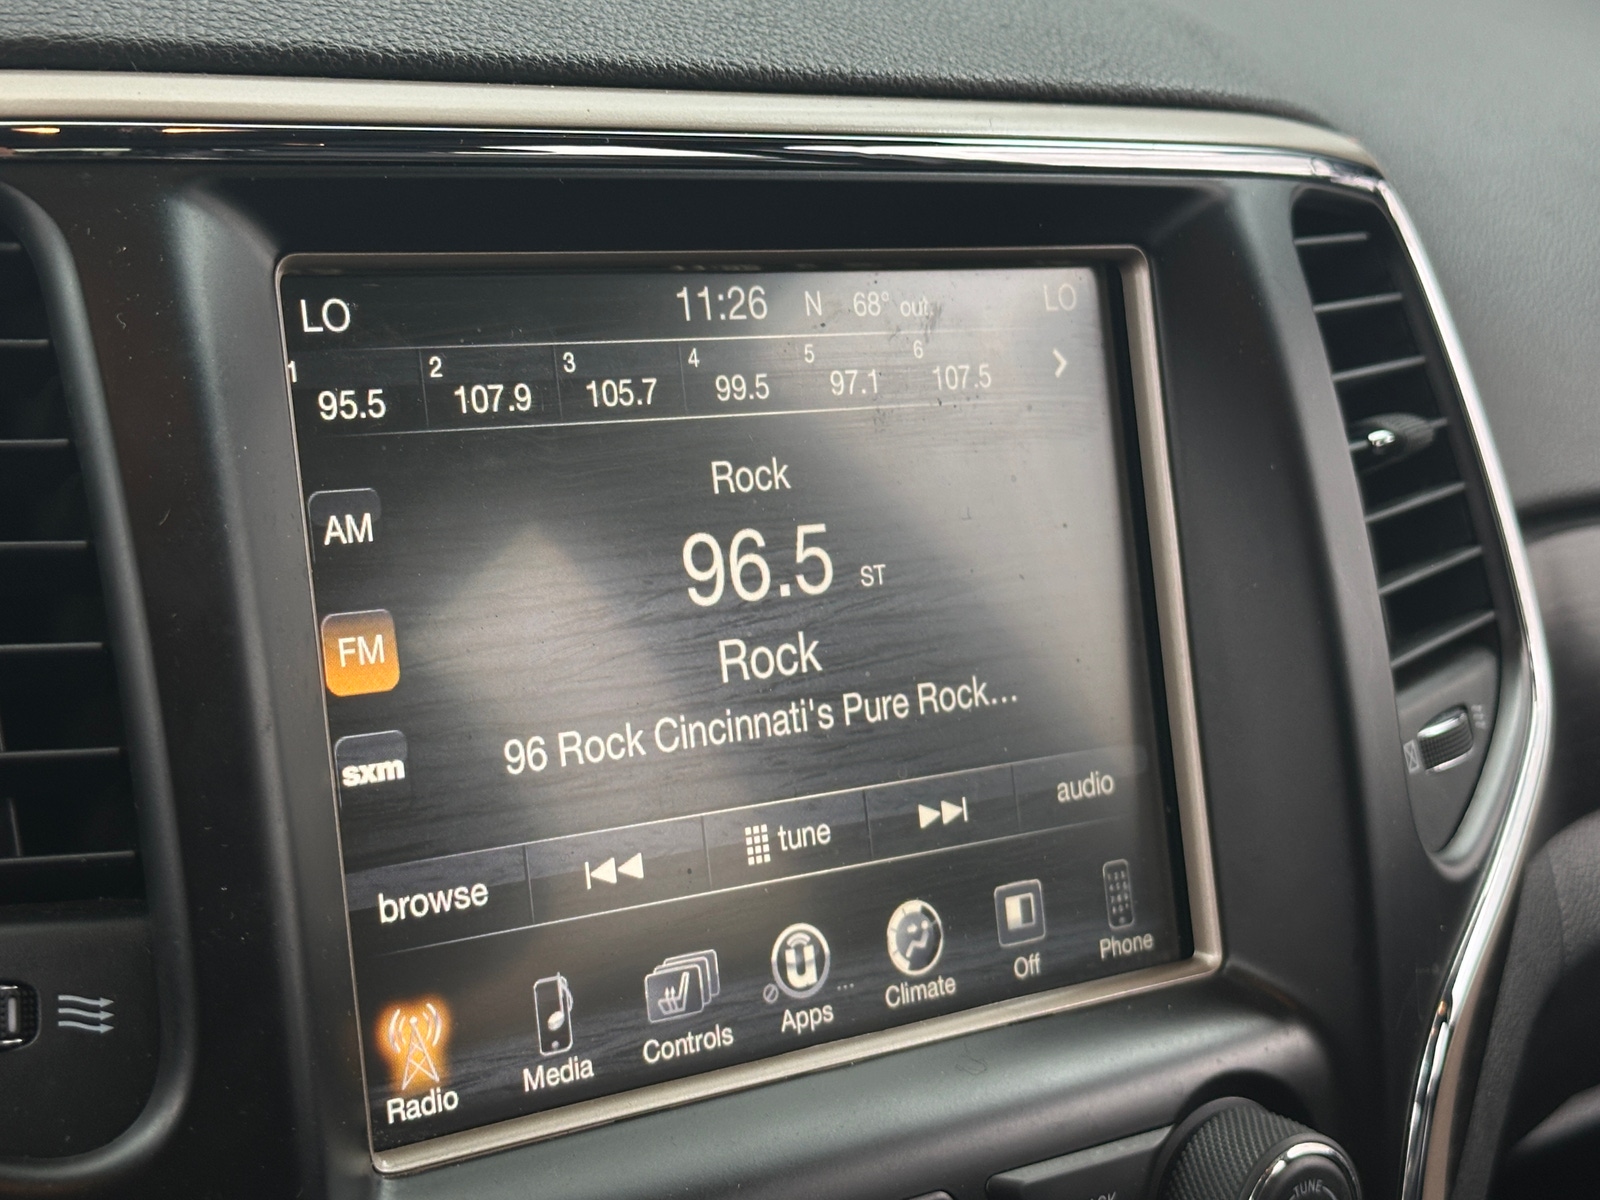 LO 11:26 N 68° out. LO
1 2 3 4 5 6
95.5 107.9 105.7 99.5 97.1 107.5
Rock
AM
96.5 ST
FM
Rock
96 Rock Cincinnati's Pure Rock...
sxm
browse tune audio
Radio Media Controls Apps ... Climate Off Phone
TUNE